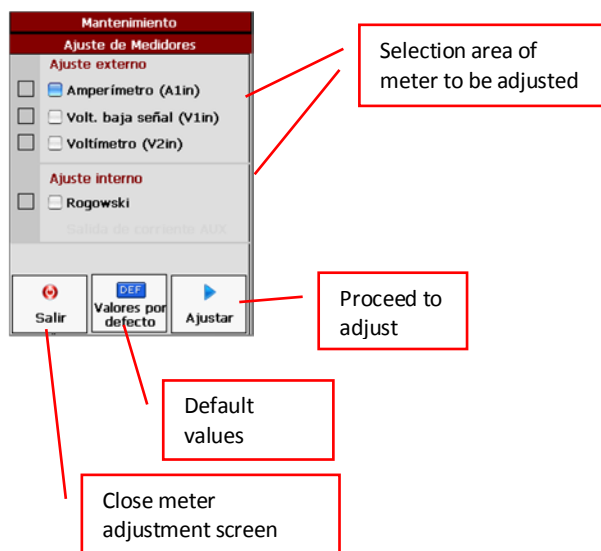 Mantenimiento
Ajuste de Medidores
Ajuste externo
Amperímetro (A1in)
Volt. baja señal (V1in)
Voltímetro (V2in)
Ajuste interno
Rogowski
Salida de corriente AUX
Salir
DEF
Valores por
defecto
Ajustar
Selection area of
meter to be adjusted
Proceed to
adjust
Default
values
Close meter
adjustment screen